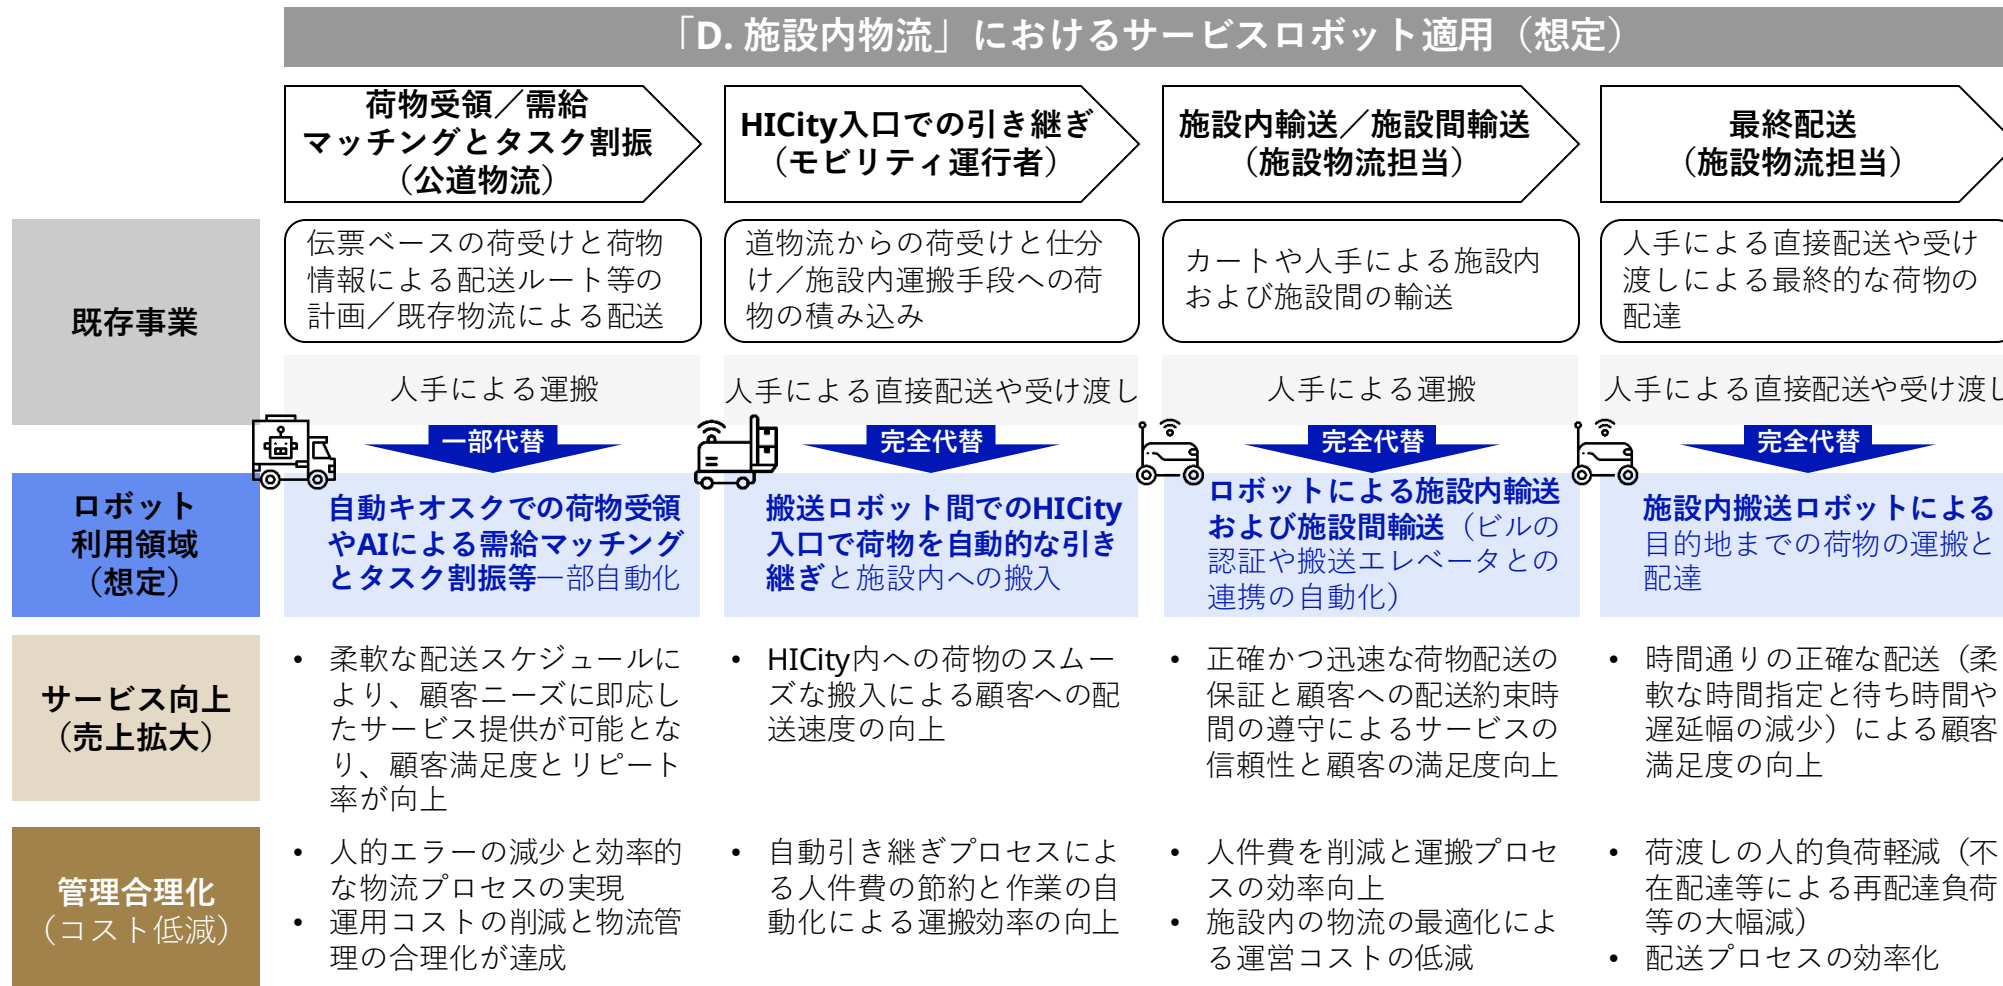 「D. 施設内物流」におけるサービスロボット適用（想定）
荷物受領／需給
マッチングとタスク割振
（公道物流）
HICity入口での引き継ぎ
（モビリティ運行者）
施設内輸送／施設間輸送
（施設物流担当）
最終配送
（施設物流担当）
既存事業
伝票ベースの荷受けと荷物
情報による配送ルート等の
計画／既存物流による配送
道物流からの荷受けと仕分
け／施設内運搬手段への荷
物の積み込み
カートや人手による施設内
および施設間の輸送
人手による直接配送や受け
渡しによる最終的な荷物の
配達
人手による運搬
人手による直接配送や受け渡し
人手による運搬
人手による直接配送や受け渡し
一部代替
完全代替
完全代替
完全代替
ロボット
利用領域
（想定）
自動キオスクでの荷物受領
やAIによる需給マッチング
とタスク割振等一部自動化
搬送ロボット間でのHICity
入口で荷物を自動的な引き
継ぎと施設内への搬入
ロボットによる施設内輸送
および施設間輸送（ビルの
認証や搬送エレベータとの
連携の自動化）
施設内搬送ロボットによる
目的地までの荷物の運搬と
配達
サービス向上
（売上拡大）
• 柔軟な配送スケジュールに
より、顧客ニーズに即応し
たサービス提供が可能とな
り、顧客満足度とリピート
率が向上
• HICity内への荷物のスムー
ズな搬入による顧客への配
送速度の向上
• 正確かつ迅速な荷物配送の
保証と顧客への配送約束時
間の遵守によるサービスの
信頼性と顧客の満足度向上
• 時間通りの正確な配送（柔
軟な時間指定と待ち時間や
遅延幅の減少）による顧客
満足度の向上
管理合理化
（コスト低減）
• 人的エラーの減少と効率的
な物流プロセスの実現
• 運用コストの削減と物流管
理の合理化が達成
• 自動引き継ぎプロセスによ
る人件費の節約と作業の自
動化による運搬効率の向上
• 人件費を削減と運搬プロセ
スの効率向上
• 施設内の物流の最適化によ
る運営コストの低減
• 荷渡しの人的負荷軽減（不
在配達等による再配達負荷
等の大幅減）
• 配送プロセスの効率化